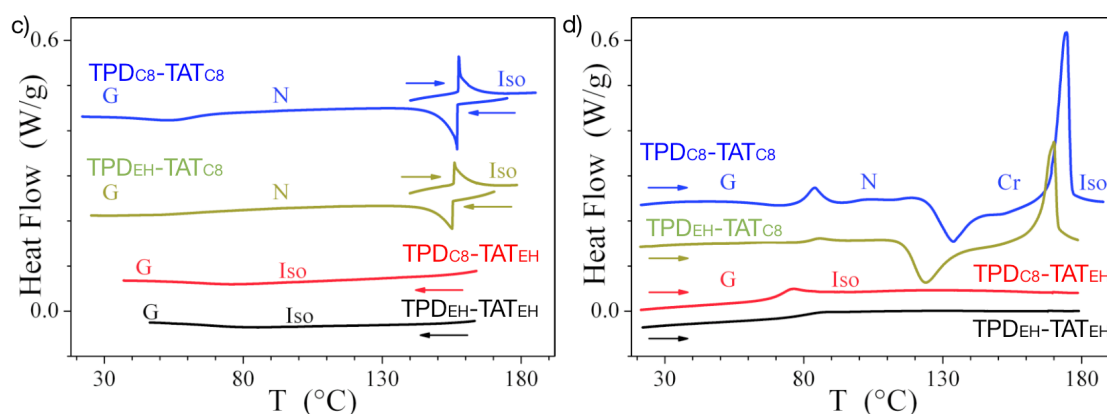 c)
0.6
TPDC8-TATC8
G N Iso
TPDEH-TATC8
G N Iso
TPDC8-TATEH
G Iso
TPDEH-TATEH
G Iso
0.0
Heat Flow (W/g)
30 80 130 180
T (°C)
d)
0.6
TPDC8-TATC8
G N Cr Iso
TPDEH-TATC8
TPDC8-TATEH
G Iso
TPDEH-TATEH
0.0
Heat Flow (W/g)
30 80 130 180
T (°C)